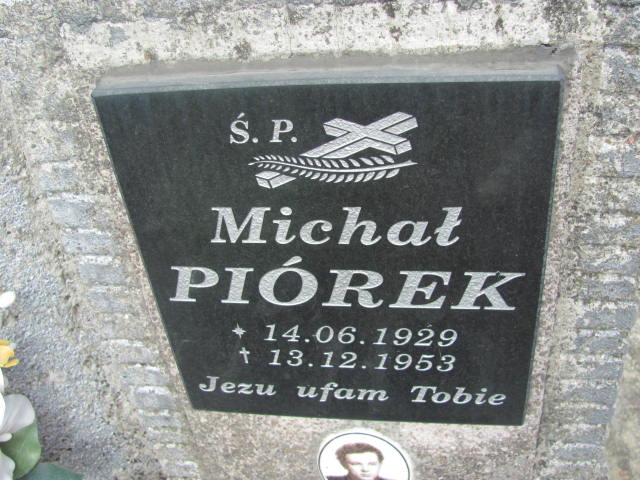 Ś. P.
Michał
PIÓREK
* 14.06.1929
† 13.12.1953
Jezu ufam Tobie